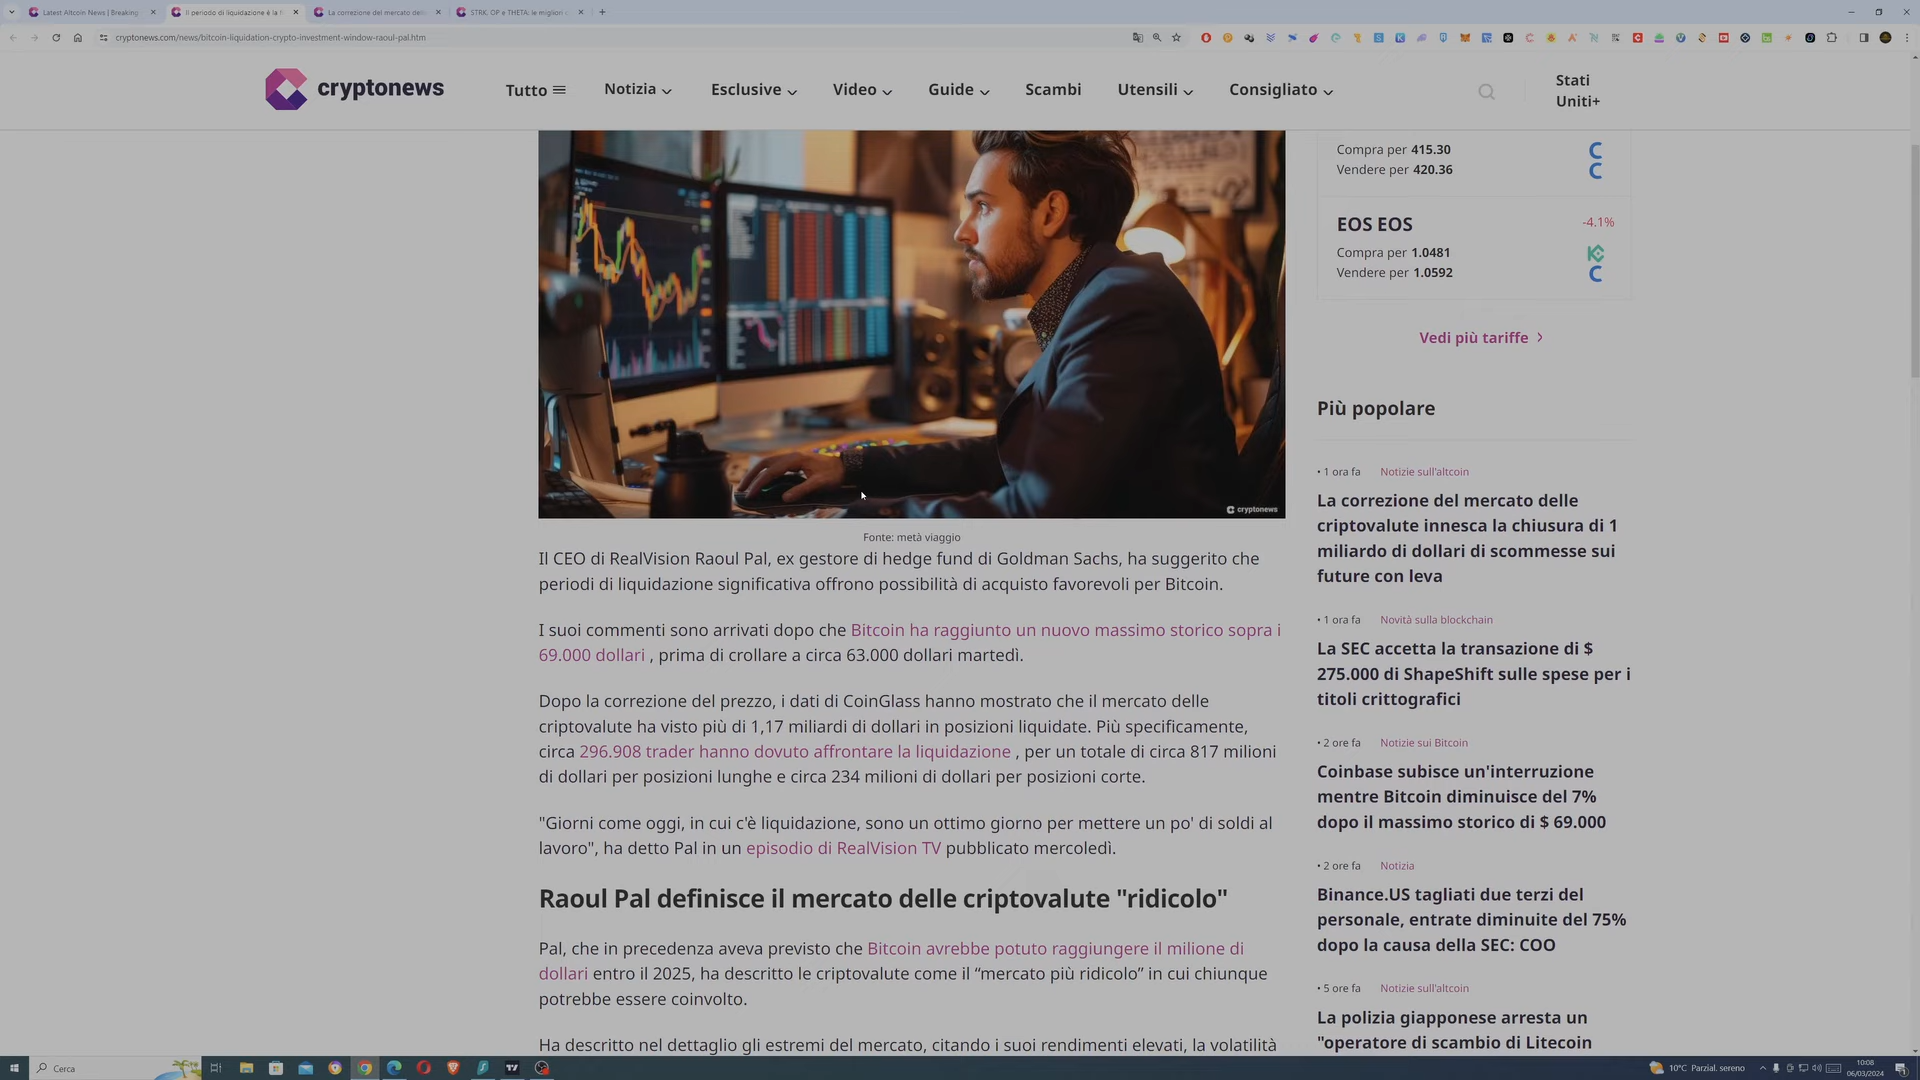 Latest Altcoin News | Breaking
Il periodo di liquidazione è la
La correzione del mercato delle
STRK, OP e THETA: le migliori
cryptonews.com/news/bitcoin-liquidation-crypto-investment-window-raoul-pal.htm
cryptonews
Tutto
Notizia
Esclusive
Video
Guide
Scambi
Utensili
Consigliato
Stati
Uniti+
cryptonews
Fonte: metà viaggio
Il CEO di RealVision Raoul Pal, ex gestore di hedge fund di Goldman Sachs, ha suggerito che
periodi di liquidazione significativa offrono possibilità di acquisto favorevoli per Bitcoin.
I suoi commenti sono arrivati dopo che Bitcoin ha raggiunto un nuovo massimo storico sopra i
69.000 dollari , prima di crollare a circa 63.000 dollari martedì.
Dopo la correzione del prezzo, i dati di CoinGlass hanno mostrato che il mercato delle
criptovalute ha visto più di 1,17 miliardi di dollari in posizioni liquidate. Più specificamente,
circa 296.908 trader hanno dovuto affrontare la liquidazione , per un totale di circa 817 milioni
di dollari per posizioni lunghe e circa 234 milioni di dollari per posizioni corte.
"Giorni come oggi, in cui c'è liquidazione, sono un ottimo giorno per mettere un po' di soldi al
lavoro", ha detto Pal in un episodio di RealVision TV pubblicato mercoledì.
Raoul Pal definisce il mercato delle criptovalute "ridicolo"
Pal, che in precedenza aveva previsto che Bitcoin avrebbe potuto raggiungere il milione di
dollari entro il 2025, ha descritto le criptovalute come il “mercato più ridicolo” in cui chiunque
potrebbe essere coinvolto.
Ha descritto nel dettaglio gli estremi del mercato, citando i suoi rendimenti elevati, la volatilità
Compra per 415.30
Vendere per 420.36
EOS EOS
-4.1%
Compra per 1.0481
Vendere per 1.0592
Vedi più tariffe
Più popolare
• 1 ora fa Notizie sull'altcoin
La correzione del mercato delle
criptovalute innesca la chiusura di 1
miliardo di dollari di scommesse sui
future con leva
• 1 ora fa Novità sulla blockchain
La SEC accetta la transazione di $
275.000 di ShapeShift sulle spese per i
titoli crittografici
• 2 ore fa Notizie sui Bitcoin
Coinbase subisce un'interruzione
mentre Bitcoin diminuisce del 7%
dopo il massimo storico di $ 69.000
• 2 ore fa Notizia
Binance.US tagliati due terzi del
personale, entrate diminuite del 75%
dopo la causa della SEC: COO
• 5 ore fa Notizie sull'altcoin
La polizia giapponese arresta un
"operatore di scambio di Litecoin
Cerca
10°C Parzial. sereno
10:08
06/03/2024